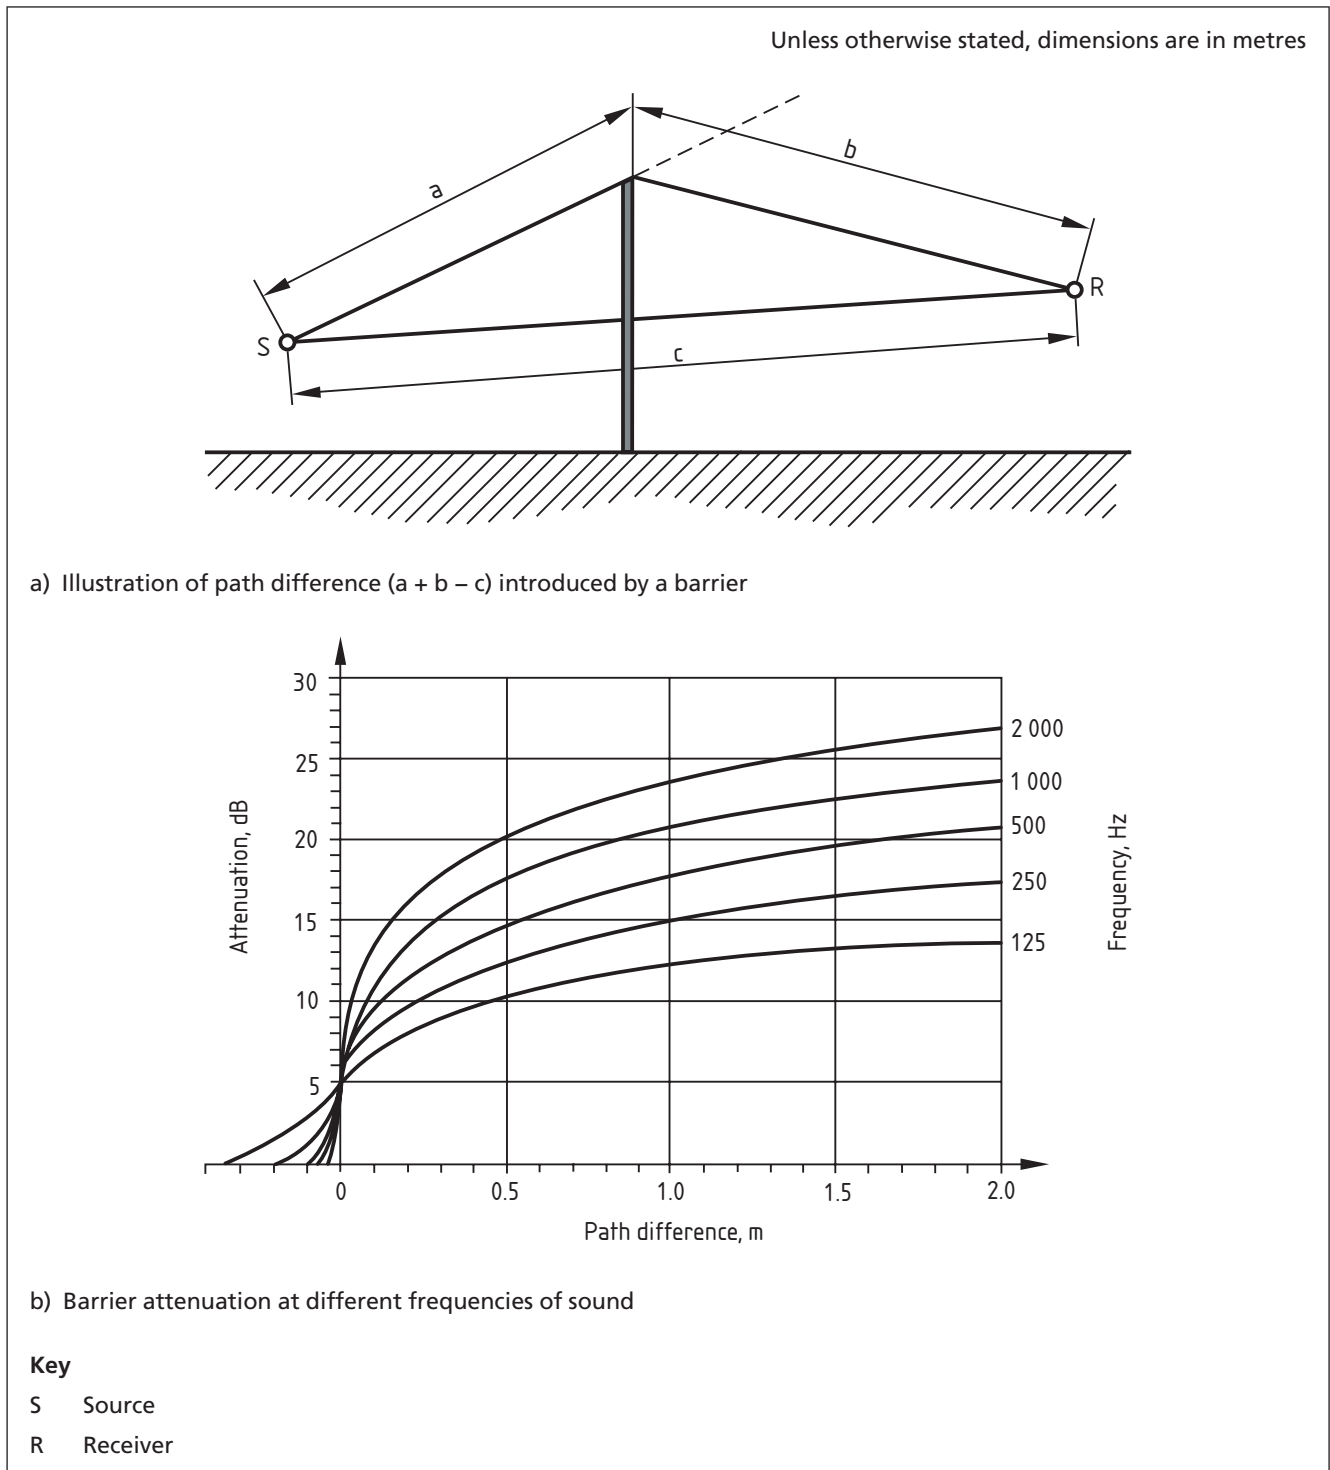 Unless otherwise stated, dimensions are in metres
a
b
S
R
c
a) Illustration of path difference (a + b – c) introduced by a barrier
30
25
20
15
10
5
Attenuation, dB
2 000
1 000
500
250
125
Frequency, Hz
0
0.5
1.0
1.5
2.0
Path difference, m
b) Barrier attenuation at different frequencies of sound
Key
S Source
R Receiver